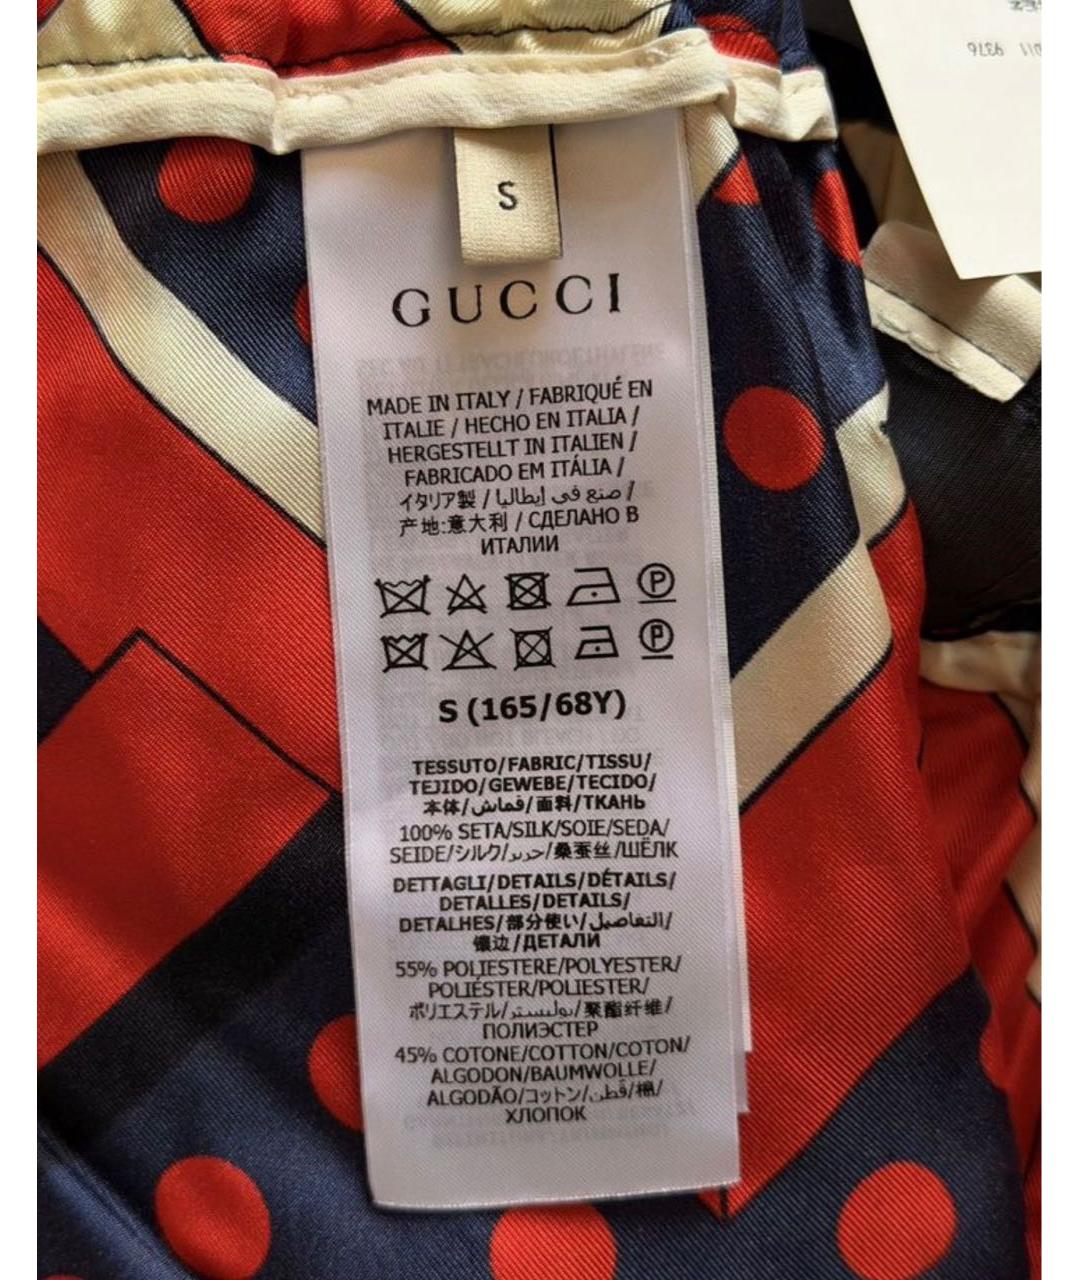 9376
S
GUCCI
MADE IN ITALY / FABRIQUÉ EN
ITALIE / HECHO EN ITALIA /
HERGESTELLT IN ITALIEN /
FABRICADO EM ITÁLIA /
イタリア製 / صنع في إيطاليا /
产地:意大利 / СДЕЛАНО В
ИТАЛИИ
P
P
S (165/68Y)
TESSUTO/FABRIC/TISSU/
TEJIDO/GEWEBE/TECIDO/
本体/قماش/面料/ТКАНЬ
100% SETA/SILK/SOIE/SEDA/
SEIDE/シルク/حرير/桑蚕丝/ШЁЛК
DETTAGLI/DETAILS/DÉTAILS/
DETALLES/DETAILS/
DETALHES/部分使い/التفاصيل/
镶边/ДЕТАЛИ
55% POLIESTERE/POLYESTER/
POLIÉSTER/POLIESTER/
ポリエステル/بوليستر/聚酯纤维/
ПОЛИЭСТЕР
45% COTONE/COTTON/COTON/
ALGODON/BAUMWOLLE/
ALGODÃO/コットン/قطن/棉/
ХЛОПОК